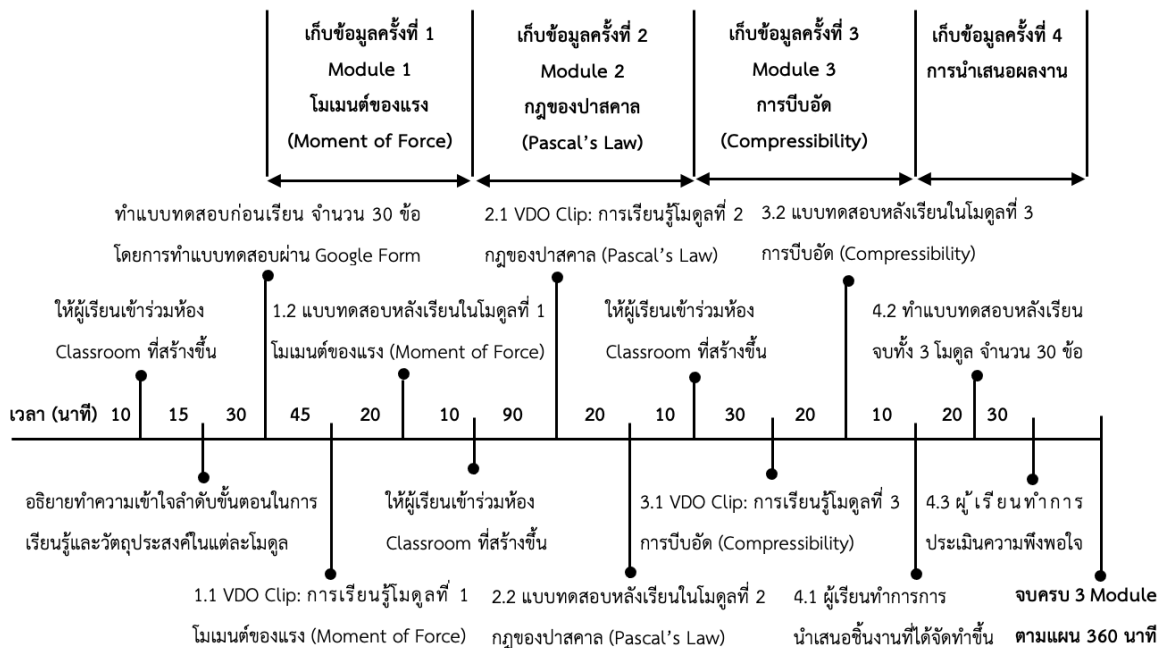 เก็บข้อมูลครั้งที่ 1
Module 1
โมเมนต์ของแรง
(Moment of Force)
เก็บข้อมูลครั้งที่ 2
Module 2
กฎของปาสคาล
(Pascal's Law)
เก็บข้อมูลครั้งที่ 3
Module 3
การบีบอัด
(Compressibility)
เก็บข้อมูลครั้งที่ 4
การนำเสนอผลงาน
ทำแบบทดสอบก่อนเรียน จำนวน 30 ข้อ
โดยการทำแบบทดสอบผ่าน Google Form
2.1 VDO Clip: การเรียนรู้โมดูลที่ 2
กฎของปาสคาล (Pascal's Law)
3.2 แบบทดสอบหลังเรียนในโมดูลที่ 3
การบีบอัด (Compressibility)
ให้ผู้เรียนเข้าร่วมห้อง
Classroom ที่สร้างขึ้น
1.2 แบบทดสอบหลังเรียนในโมดูลที่ 1
โมเมนต์ของแรง (Moment of Force)
ให้ผู้เรียนเข้าร่วมห้อง
Classroom ที่สร้างขึ้น
4.2 ทำแบบทดสอบหลังเรียน
จบทั้ง 3 โมดูล จำนวน 30 ข้อ
เวลา (นาที) 10 15 30 45 20 10 90 20 10 30 20 10 20 30
อธิยายทำความเข้าใจลำดับขั้นตอนในการ
เรียนรู้และวัตถุประสงค์ในแต่ละโมดูล
ให้ผู้เรียนเข้าร่วมห้อง
Classroom ที่สร้างขึ้น
3.1 VDO Clip: การเรียนรู้โมดูลที่ 3
การบีบอัด (Compressibility)
4.3 ผู้เรียนทำการ
ประเมินความพึงพอใจ
1.1 VDO Clip: การเรียนรู้โมดูลที่ 1
โมเมนต์ของแรง (Moment of Force)
2.2 แบบทดสอบหลังเรียนในโมดูลที่ 2
กฎของปาสคาล (Pascal's Law)
4.1 ผู้เรียนทำการการ
นำเสนอชิ้นงานที่ได้จัดทำขึ้น
จบครบ 3 Module
ตามแผน 360 นาที